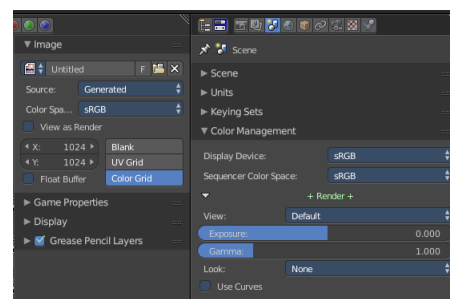 Image
Untitled
F
Source: Generated
Color Spa... sRGB
View as Render
X: 1024
Y: 1024
Float Buffer
Blank
UV Grid
Color Grid
Game Properties
Display
Grease Pencil Layers
Scene
Scene
Units
Keying Sets
Color Management
Display Device: sRGB
Sequencer Color Space: sRGB
+ Render +
View: Default
Exposure: 0.000
Gamma: 1.000
Look: None
Use Curves